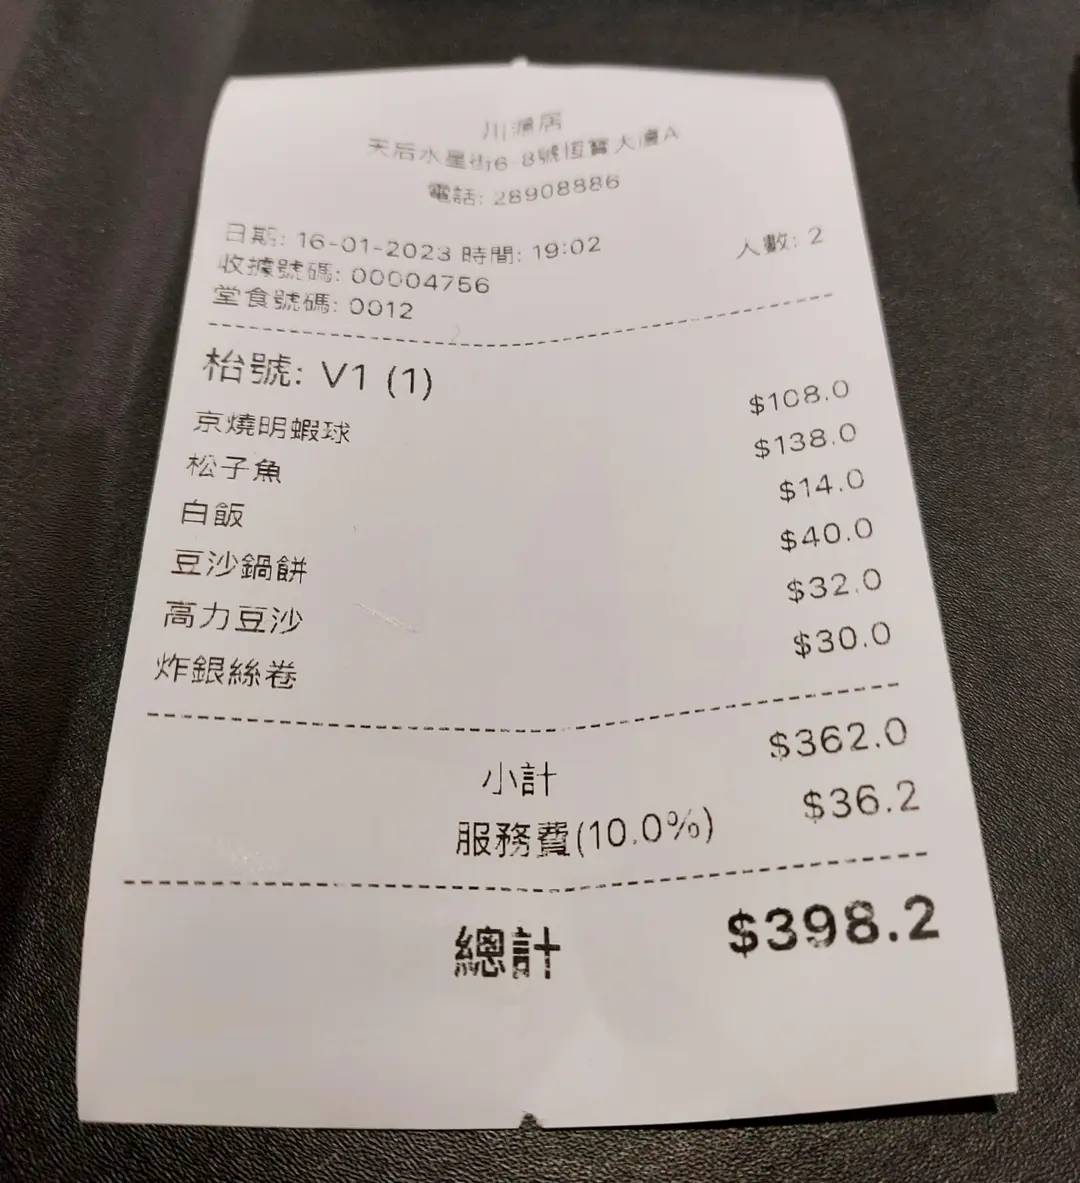 川滬居
天后水星街6-8號恆寶大廈A
電話: 28908886
日期: 16-01-2023 時間: 19:02 人數: 2
收據號碼: 00004756
堂食號碼: 0012
枱號: V1 (1)
京燒明蝦球 $108.0
松子魚 $138.0
白飯 $14.0
豆沙鍋餅 $40.0
高力豆沙 $32.0
炸銀絲卷 $30.0
小計 $362.0
服務費(10.0%) $36.2
總計 $398.2